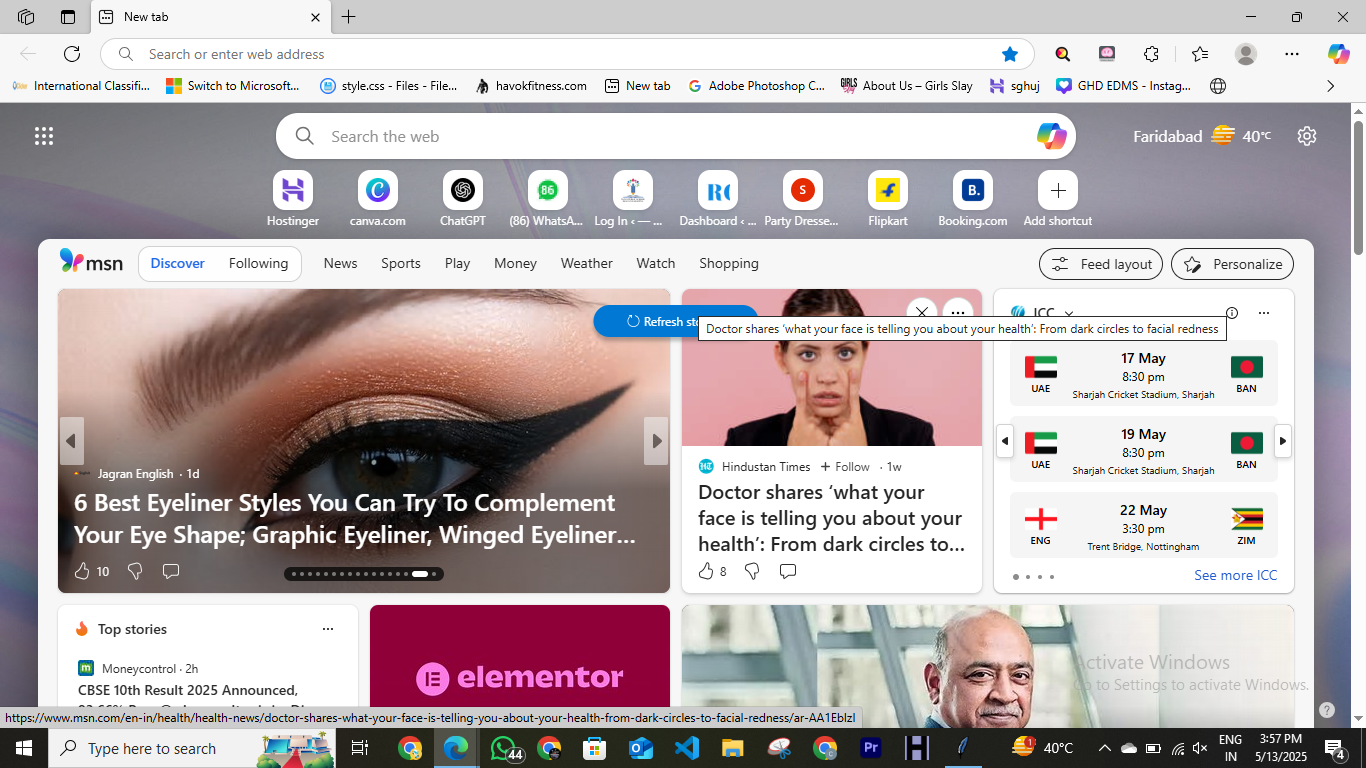 New tab
Search or enter web address
International Classifi...
Switch to Microsoft...
style.css - Files - File...
havokfitness.com
New tab
Adobe Photoshop C...
About Us – Girls Slay
sghuj
GHD EDMS - Instag...
Search the web
Faridabad
40°C
Hostinger
canva.com
ChatGPT
86
(86) WhatsA...
Log In ‹ — ...
Dashboard ‹ ...
S
Party Dresse...
Flipkart
B.
Booking.com
Add shortcut
msn
Discover
Following
News
Sports
Play
Money
Weather
Watch
Shopping
Feed layout
Personalize
Refresh sto
Doctor shares ‘what your face is telling you about your health’: From dark circles to facial redness
Jagran English · 1d
6 Best Eyeliner Styles You Can Try To Complement
Your Eye Shape; Graphic Eyeliner, Winged Eyeliner...
10
Hindustan Times
Follow
· 1w
Doctor shares ‘what your
face is telling you about your
health’: From dark circles to...
8
ICC
17 May
8:30 pm
UAE
BAN
Sharjah Cricket Stadium, Sharjah
19 May
8:30 pm
UAE
BAN
Sharjah Cricket Stadium, Sharjah
22 May
3:30 pm
ENG
ZIM
Trent Bridge, Nottingham
See more ICC
Top stories
Moneycontrol · 2h
CBSE 10th Result 2025 Announced,
elementor
Activate Windows
Go to Settings to activate Windows.
https://www.msn.com/en-in/health/health-news/doctor-shares-what-your-face-is-telling-you-about-your-health-from-dark-circles-to-facial-redness/ar-AA1EbIzI
Type here to search
44
Pr
1
40°C
ENG
IN
3:57 PM
5/13/2025
4